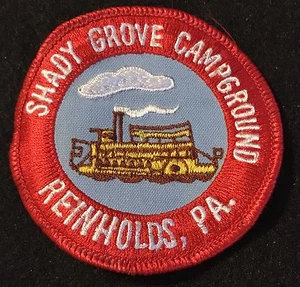 SHADY GROVE CAMPGROUND
REINHOLDS, PA.